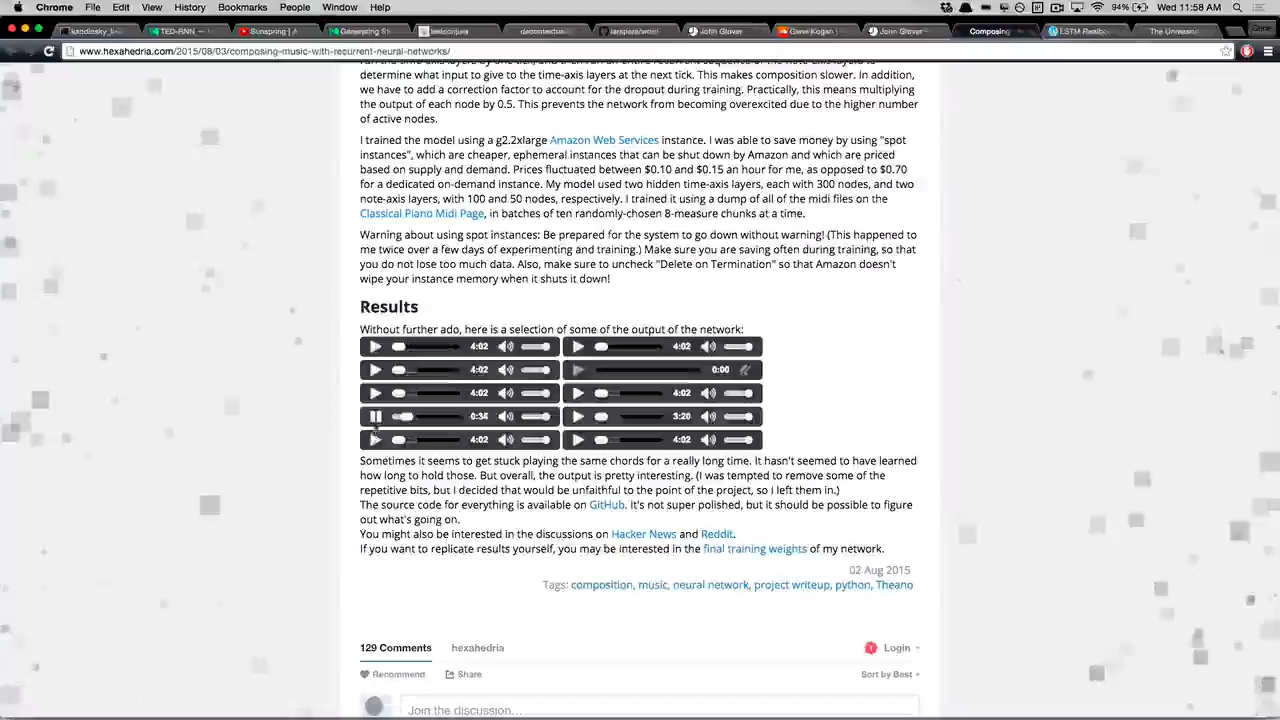 Chrome File Edit View History Bookmarks People Window Help 94% Wed 11:58 AM
TED-RNN Sunspring | A Generating St John Glover Gene Kogan John Glover Composing LSTM Realtim The Unreason
www.hexahedria.com/2015/08/03/composing-music-with-recurrent-neural-networks/
determine what input to give to the time-axis layers at the next tick. This makes composition slower. In addition,
we have to add a correction factor to account for the dropout during training. Practically, this means multiplying
the output of each node by 0.5. This prevents the network from becoming overexcited due to the higher number
of active nodes.
I trained the model using a g2.2xlarge Amazon Web Services instance. I was able to save money by using "spot
instances", which are cheaper, ephemeral instances that can be shut down by Amazon and which are priced
based on supply and demand. Prices fluctuated between $0.10 and $0.15 an hour for me, as opposed to $0.70
for a dedicated on-demand instance. My model used two hidden time-axis layers, each with 300 nodes, and two
note-axis layers, with 100 and 50 nodes, respectively. I trained it using a dump of all of the midi files on the
Classical Piano Midi Page, in batches of ten randomly-chosen 8-measure chunks at a time.
Warning about using spot instances: Be prepared for the system to go down without warning! (This happened to
me twice over a few days of experimenting and training.) Make sure you are saving often during training, so that
you do not lose too much data. Also, make sure to uncheck "Delete on Termination" so that Amazon doesn't
wipe your instance memory when it shuts it down!
Results
Without further ado, here is a selection of some of the output of the network:
4:02 4:02
4:02 0:00
4:02 4:02
0:34 3:20
4:02 4:02
Sometimes it seems to get stuck playing the same chords for a really long time. It hasn't seemed to have learned
how long to hold those. But overall, the output is pretty interesting. (I was tempted to remove some of the
repetitive bits, but I decided that would be unfaithful to the point of the project, so i left them in.)
The source code for everything is available on GitHub. It's not super polished, but it should be possible to figure
out what's going on.
You might also be interested in the discussions on Hacker News and Reddit.
If you want to replicate results yourself, you may be interested in the final training weights of my network.
02 Aug 2015
Tags: composition, music, neural network, project writeup, python, Theano
129 Comments hexahedria 1 Login
Recommend Share Sort by Best
Join the discussion...